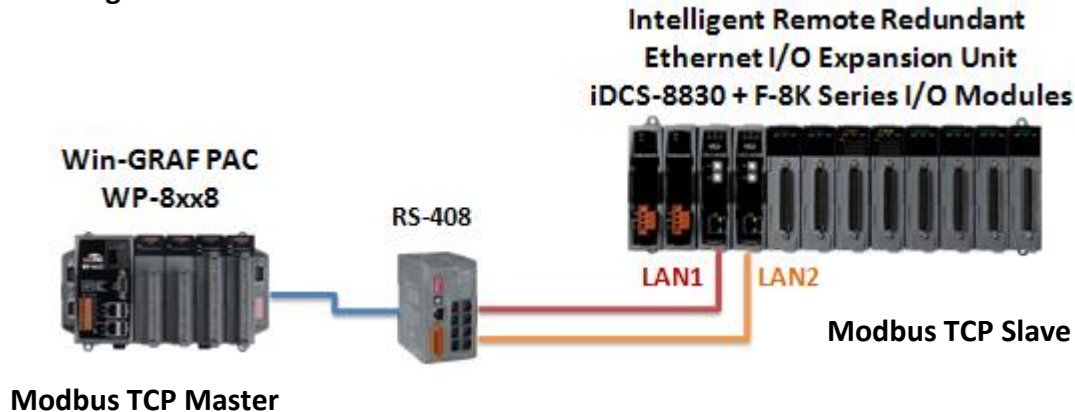 Intelligent Remote Redundant
Ethernet I/O Expansion Unit
iDCS-8830 + F-8K Series I/O Modules
Win-GRAF PAC
WP-8xx8
RS-408
LAN1
LAN2
Modbus TCP Slave
Modbus TCP Master